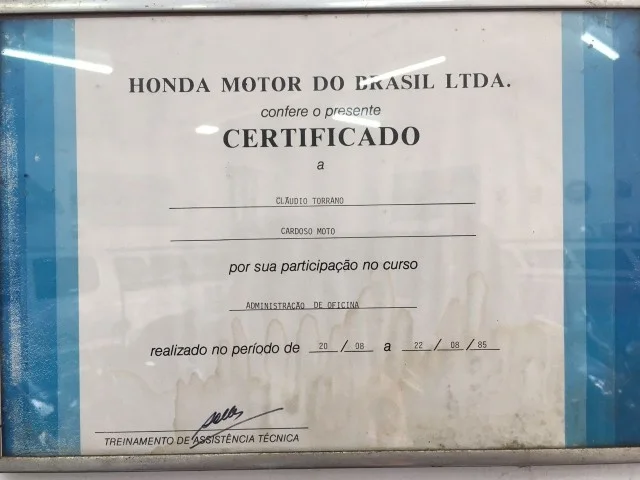 HONDA MOTOR DO BRASIL LTDA.
confere o presente
CERTIFICADO
a
CLÁUDIO TORRANO
CARDOSO MOTO
por sua participação no curso
ADMINISTRAÇÃO DE OFICINA
realizado no período de 20 / 08 a 22 / 08 / 85
TREINAMENTO DE ASSISTÊNCIA TÉCNICA